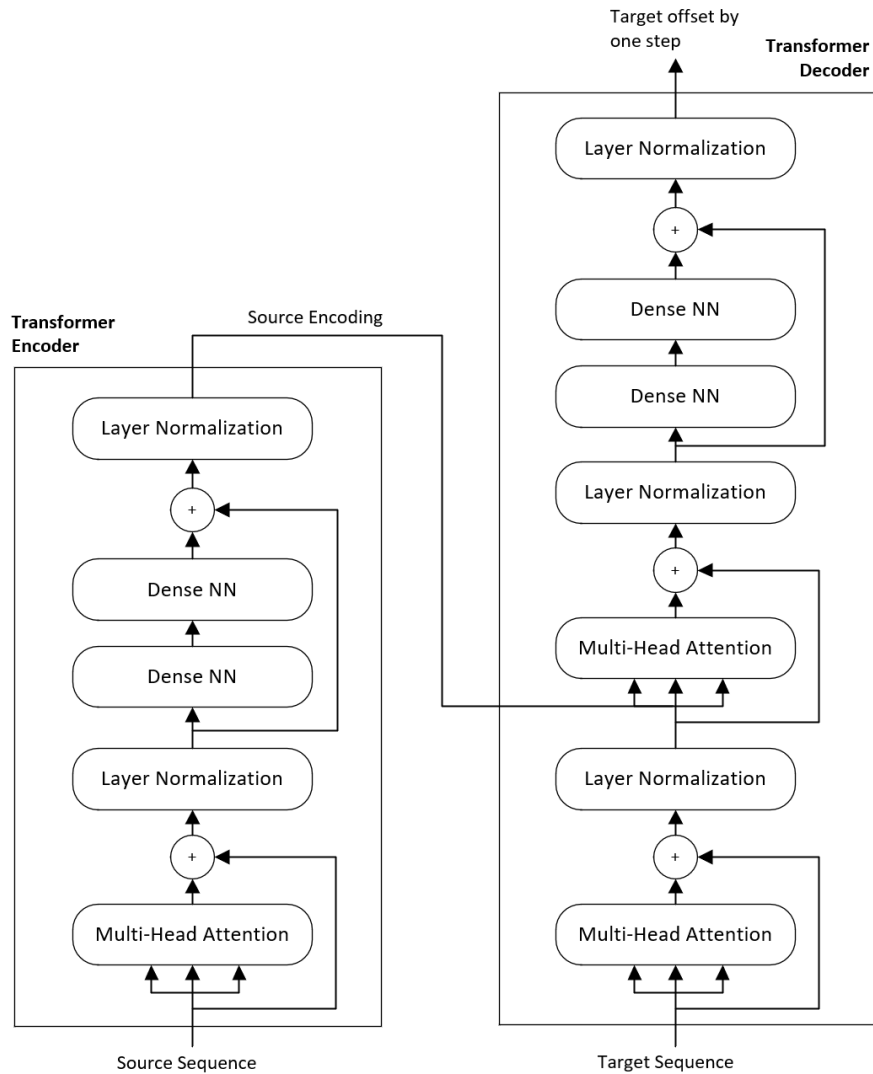 Target offset by
one step
Transformer
Decoder
Layer Normalization
+
Dense NN
Dense NN
Layer Normalization
+
Multi-Head Attention
Layer Normalization
+
Multi-Head Attention
Target Sequence
Source Encoding
Transformer
Encoder
Layer Normalization
+
Dense NN
Dense NN
Layer Normalization
+
Multi-Head Attention
Source Sequence